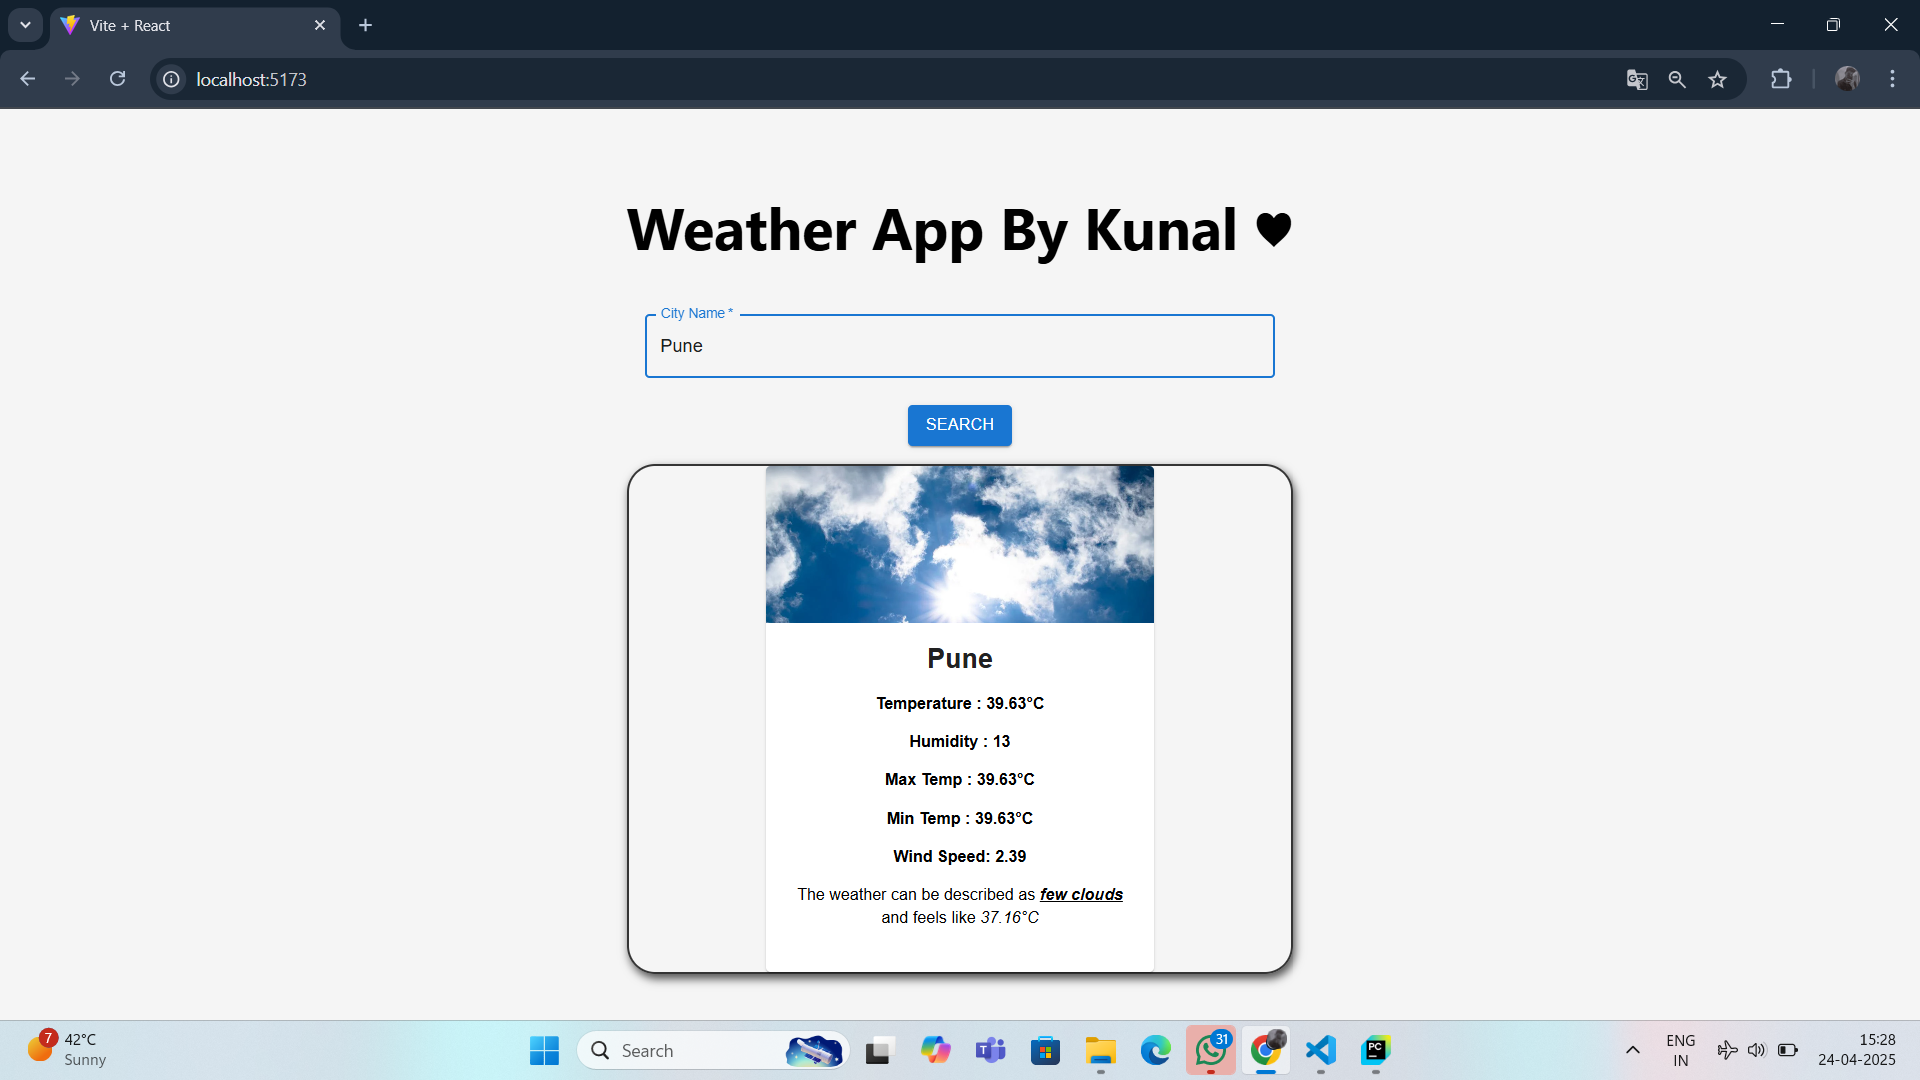 Vite + React
localhost:5173
Weather App By Kunal ♥
City Name *
Pune
SEARCH
Pune
Temperature : 39.63°C
Humidity : 13
Max Temp : 39.63°C
Min Temp : 39.63°C
Wind Speed: 2.39
The weather can be described as few clouds
and feels like 37.16°C
7
42°C
Sunny
Search
31
PC
ENG
IN
15:28
24-04-2025